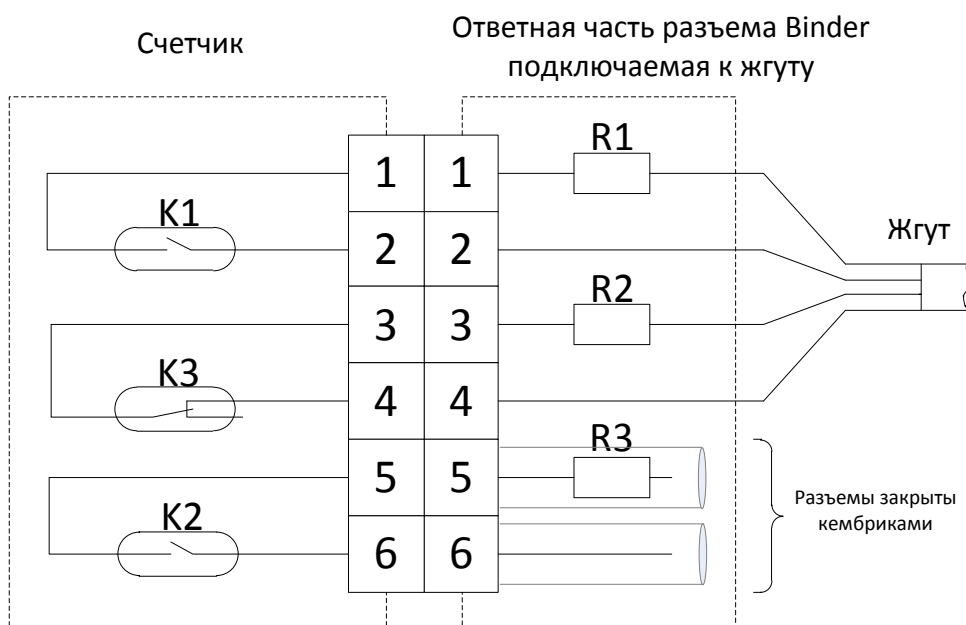 Счетчик
Ответная часть разъема Binder
подключаемая к жгуту
R1
1 1
K1
2 2
Жгут
R2
3 3
K3
4 4
R3
5 5
Разъемы закрыты
кембриками
K2
6 6